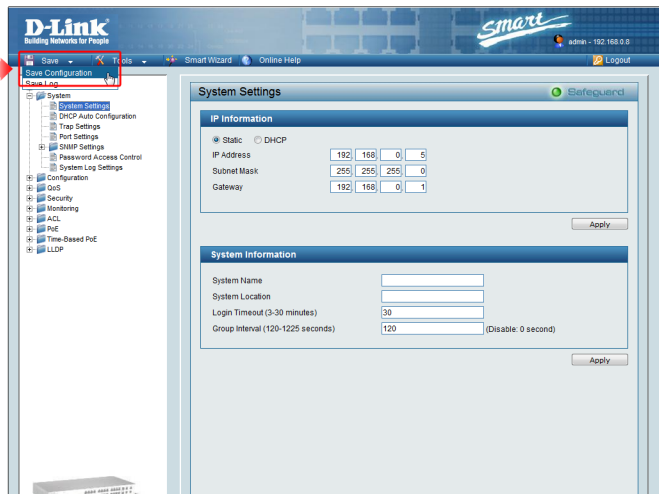 D-Link®
Building Networks for People
Smart
admin - 192.168.0.8
Save Tools Smart Wizard Online Help Logout
Save Configuration
Save Log
System
System Settings
DHCP Auto Configuration
Trap Settings
Port Settings
SNMP Settings
Password Access Control
System Log Settings
Configuration
QoS
Security
Monitoring
ACL
PoE
Time-Based PoE
LLDP
System Settings Safeguard
IP Information
Static DHCP
IP Address 192. 168. 0. 5
Subnet Mask 255. 255. 255. 0
Gateway 192. 168. 0. 1
Apply
System Information
System Name
System Location
Login Timeout (3-30 minutes) 30
Group Interval (120-1225 seconds) 120 (Disable: 0 second)
Apply